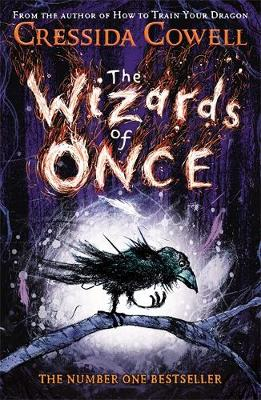 FROM THE AUTHOR OF HOW TO TRAIN YOUR DRAGON
CRESSIDA COWELL
The
WIZARDS
of
ONCE
THE NUMBER ONE BESTSELLER